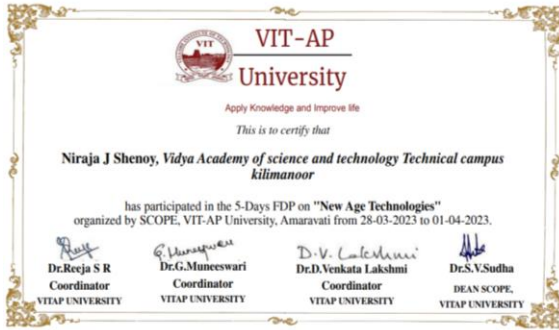 VIT
VIT-AP
University
Apply Knowledge and Improve life
This is to certify that
Niraja J Shenoy, Vidya Academy of science and technology Technical campus
kilimanoor
has participated in the 5-Days FDP on "New Age Technologies"
organized by SCOPE, VIT-AP University, Amaravati from 28-03-2023 to 01-04-2023.
G. Muneeswari D.V. Lakshmi
Dr.Reeja S R Dr.G.Muneeswari Dr.D.Venkata Lakshmi Dr.S.V.Sudha
Coordinator Coordinator Coordinator DEAN SCOPE,
VITAP UNIVERSITY VITAP UNIVERSITY VITAP UNIVERSITY VITAP UNIVERSITY